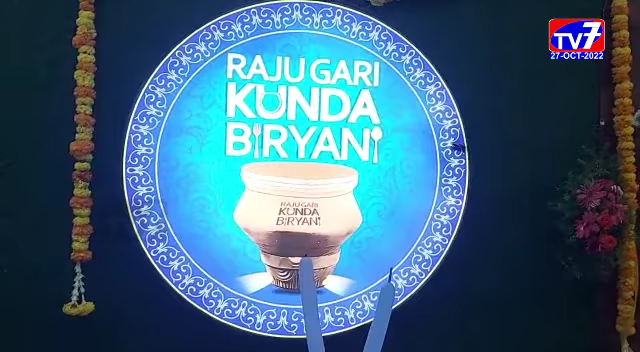 TV7
27-OCT-2022
RAJU GARI
KUNDA
BIRYANI
RAJU GARI
KUNDA
BIRYANI